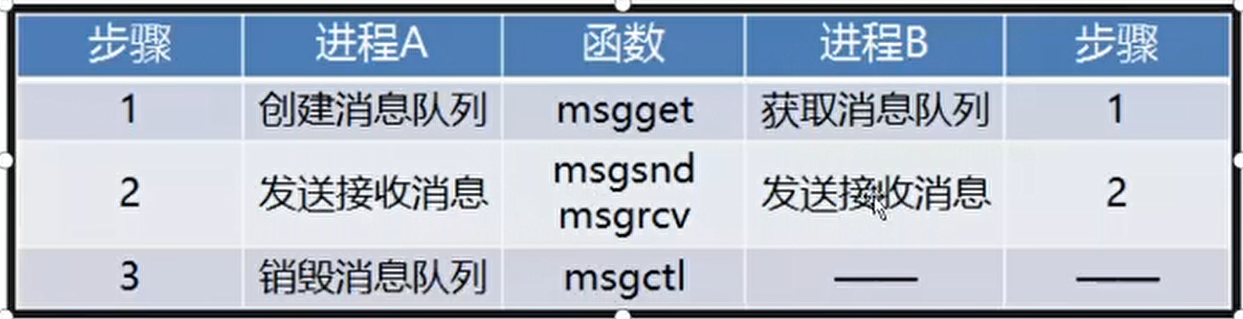 步骤 进程A 函数 进程B 步骤
1 创建消息队列 msgget 获取消息队列 1
2 发送接收消息 msgsnd msgrcv 发送接收消息 2
3 销毁消息队列 msgctl —— ——